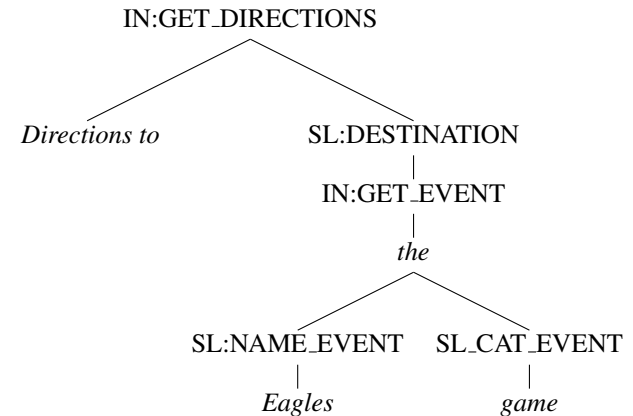 IN:GET_DIRECTIONS
Directions to SL:DESTINATION
IN:GET_EVENT
the
SL:NAME_EVENT SL_CAT_EVENT
Eagles game